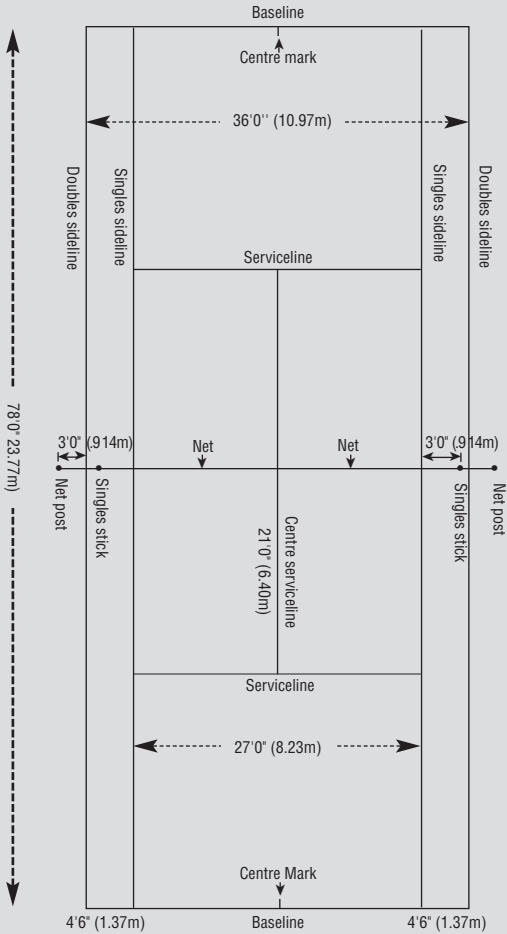 Baseline
Centre mark
36'0'' (10.97m)
Doubles sideline
Singles sideline
Singles sideline
Doubles sideline
Serviceline
78'0" 23.77m)
3'0" (.914m)
Net
Net
3'0" (.914m)
Net post
Singles stick
Singles stick
Net post
Centre serviceline
21'0" (6.40m)
Serviceline
27'0" (8.23m)
Centre Mark
4'6" (1.37m)
Baseline
4'6" (1.37m)